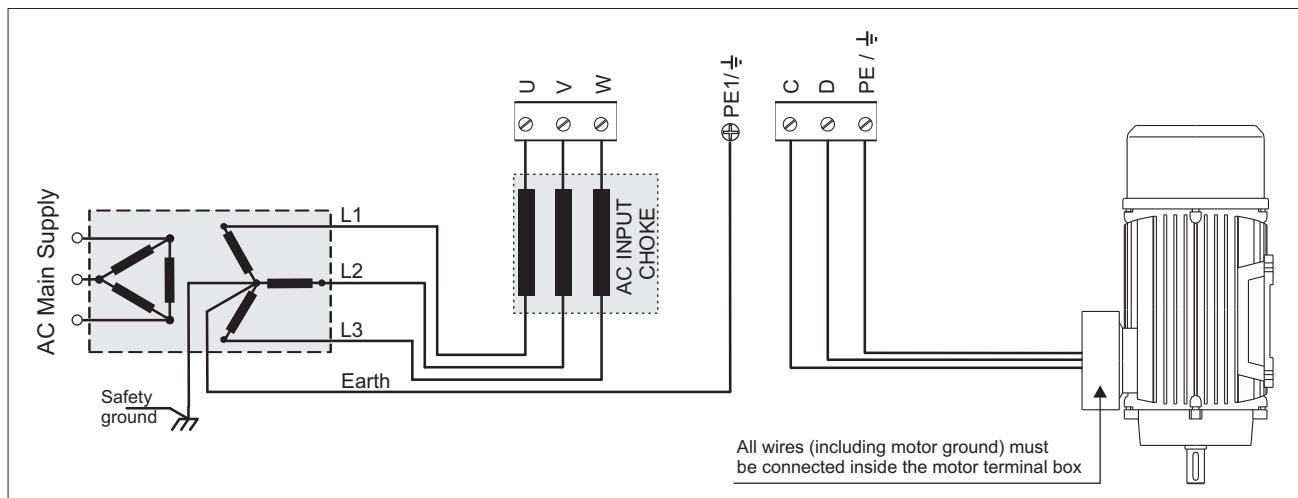 U
V
W
PE1/
C
D
PE /
AC Main Supply
L1
L2
L3
AC INPUT
CHOKE
Earth
Safety
ground
All wires (including motor ground) must
be connected inside the motor terminal box